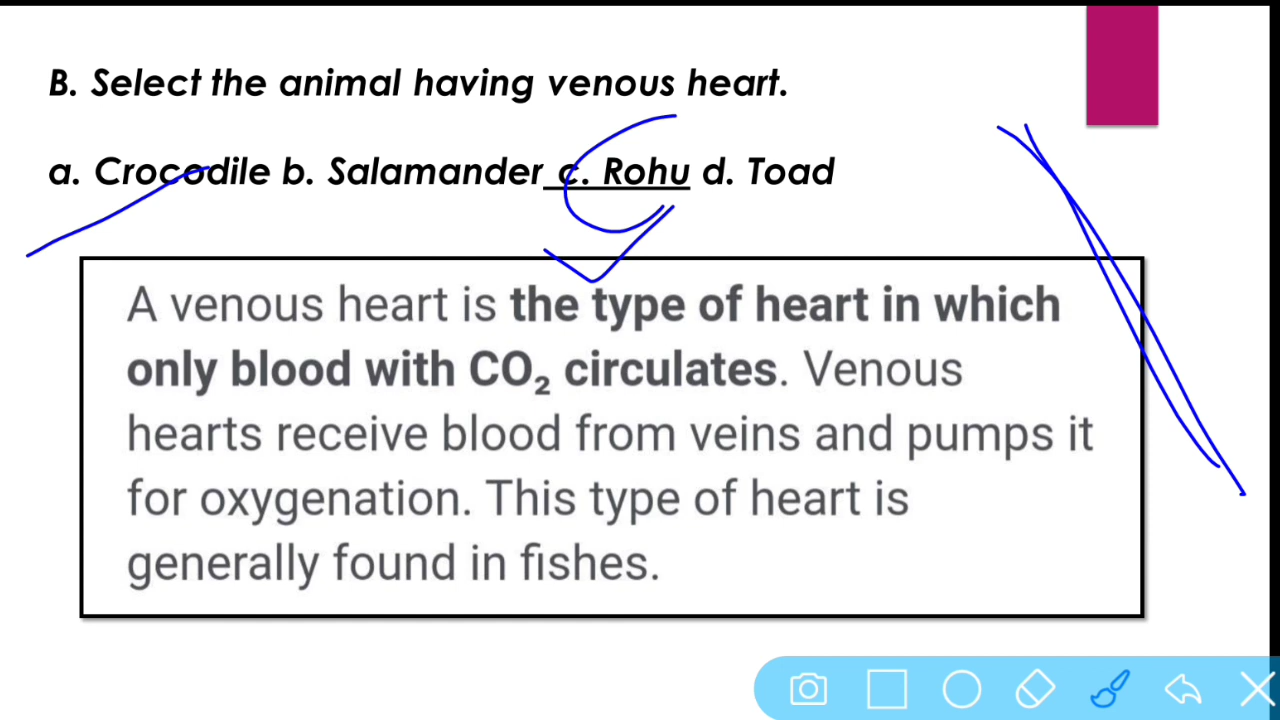 B. Select the animal having venous heart.
a. Crocodile b. Salamander c. Rohu d. Toad
A venous heart is the type of heart in which
only blood with CO₂ circulates. Venous
hearts receive blood from veins and pumps it
for oxygenation. This type of heart is
generally found in fishes.